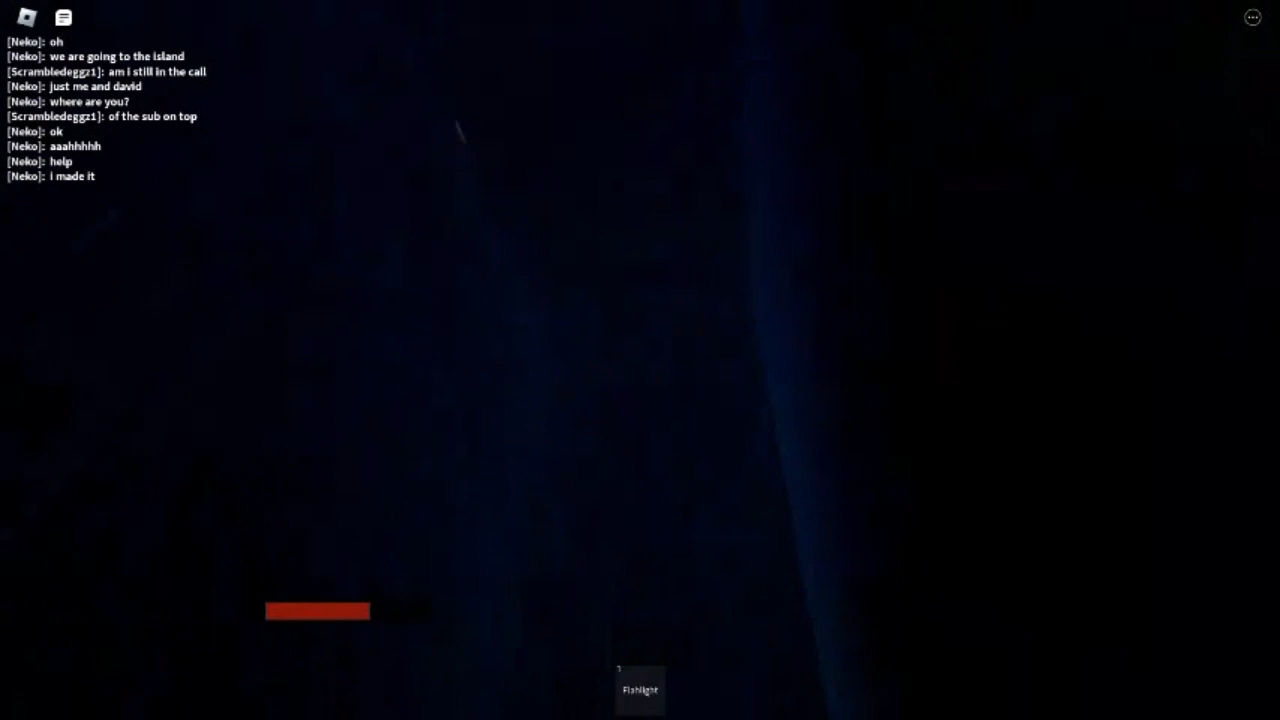 [Neko]: oh
[Neko]: we are going to the island
[Scrambledeggz1]: am i still in the call
[Neko]: just me and david
[Neko]: where are you?
[Scrambledeggz1]: of the sub on top
[Neko]: ok
[Neko]: aaahhhhh
[Neko]: help
[Neko]: i made it
1
Flahlight